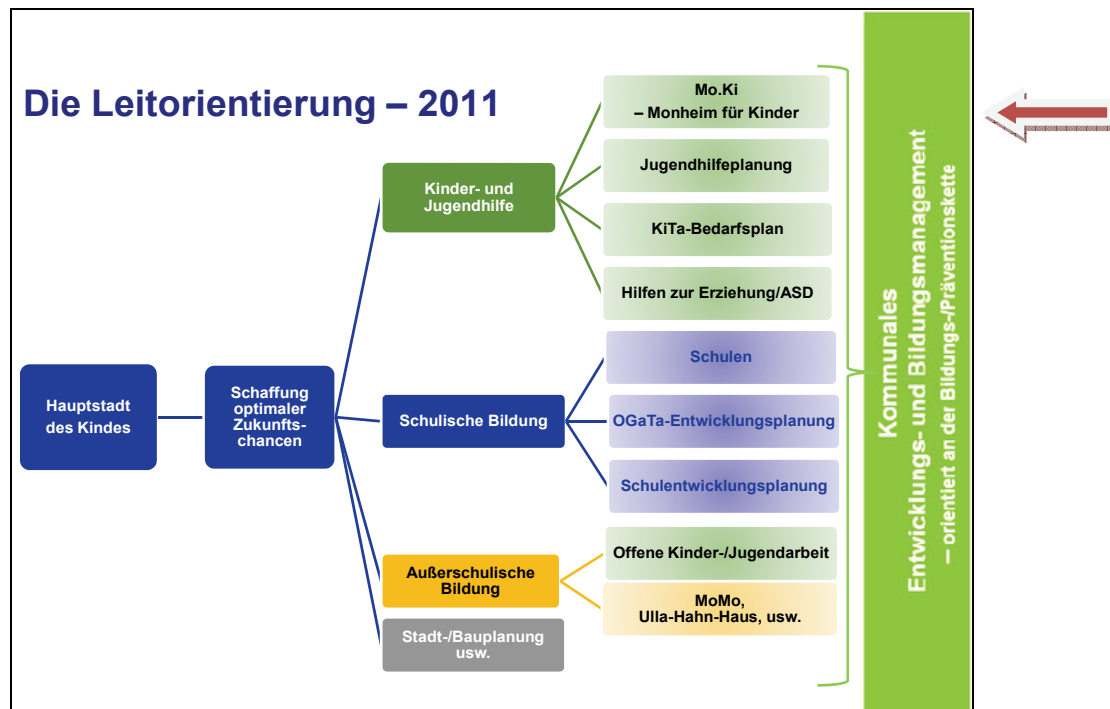 Die Leitorientierung – 2011
Hauptstadt
des Kindes
Schaffung
optimaler
Zukunfts-
chancen
Kinder- und
Jugendhilfe
Mo.Ki
– Monheim für Kinder
Jugendhilfeplanung
KiTa-Bedarfsplan
Hilfen zur Erziehung/ASD
Schulische Bildung
Schulen
OGaTa-Entwicklungsplanung
Schulentwicklungsplanung
Außerschulische
Bildung
Offene Kinder-/Jugendarbeit
MoMo,
Ulla-Hahn-Haus, usw.
Stadt-/Bauplanung
usw.
Kommunales
Entwicklungs- und Bildungsmanagement
– orientiert an der Bildungs-/Präventionskette